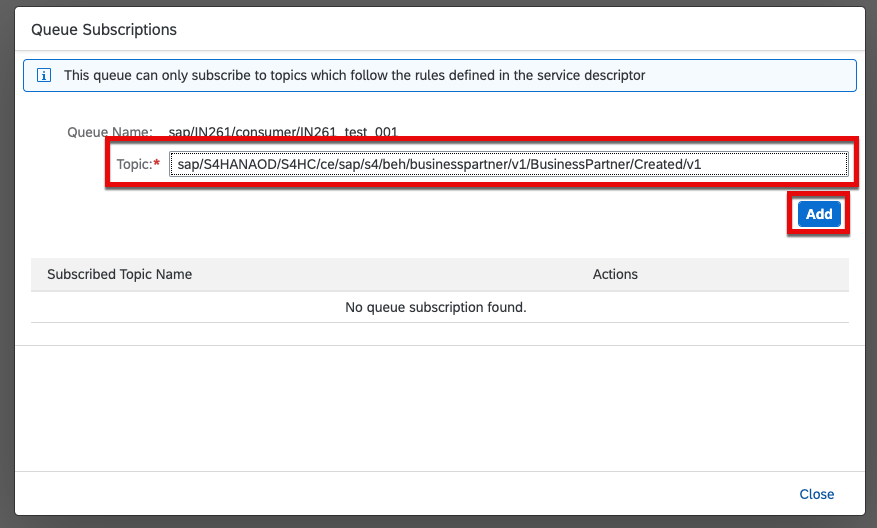 Queue Subscriptions
This queue can only subscribe to topics which follow the rules defined in the service descriptor
Queue Name: sap/IN261/consumer/IN261_test_001
Topic:* sap/S4HANAOD/S4HC/ce/sap/s4/beh/businesspartner/v1/BusinessPartner/Created/v1
Add
Subscribed Topic Name Actions
No queue subscription found.
Close